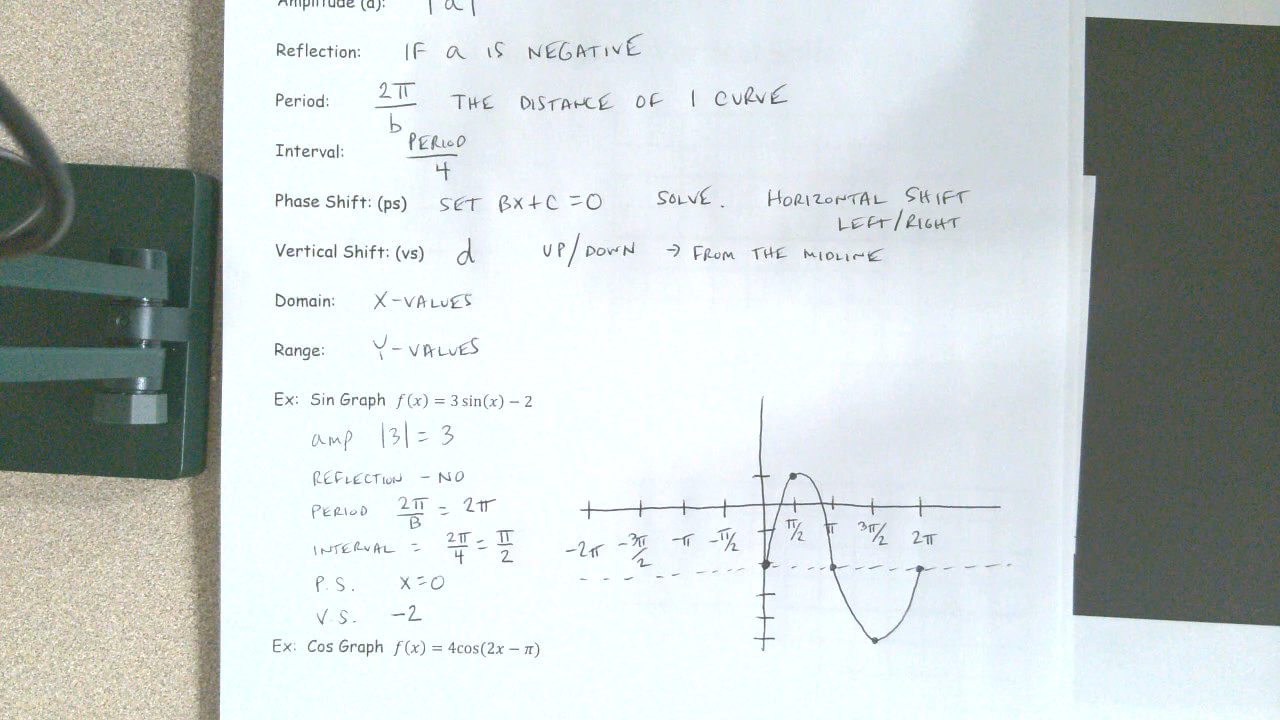 Amplitude (a): |a|
Reflection: IF a IS NEGATIVE
Period: 2π/b THE DISTANCE OF 1 CURVE
Interval: PERIOD/4
Phase Shift: (ps) SET BX+C=0 SOLVE. HORIZONTAL SHIFT
LEFT/RIGHT
Vertical Shift: (vs) d UP/DOWN → FROM THE MIDLINE
Domain: X-VALUES
Range: Y-VALUES
Ex: Sin Graph f(x) = 3 sin(x) − 2
amp |3| = 3
REFLECTION - NO
PERIOD 2π/B = 2π
INTERVAL = 2π/4 = π/2
P.S. x=0
V.S. -2
-2π -3π/2 -π -π/2 π/2 π 3π/2 2π
Ex: Cos Graph f(x) = 4cos(2x − π)